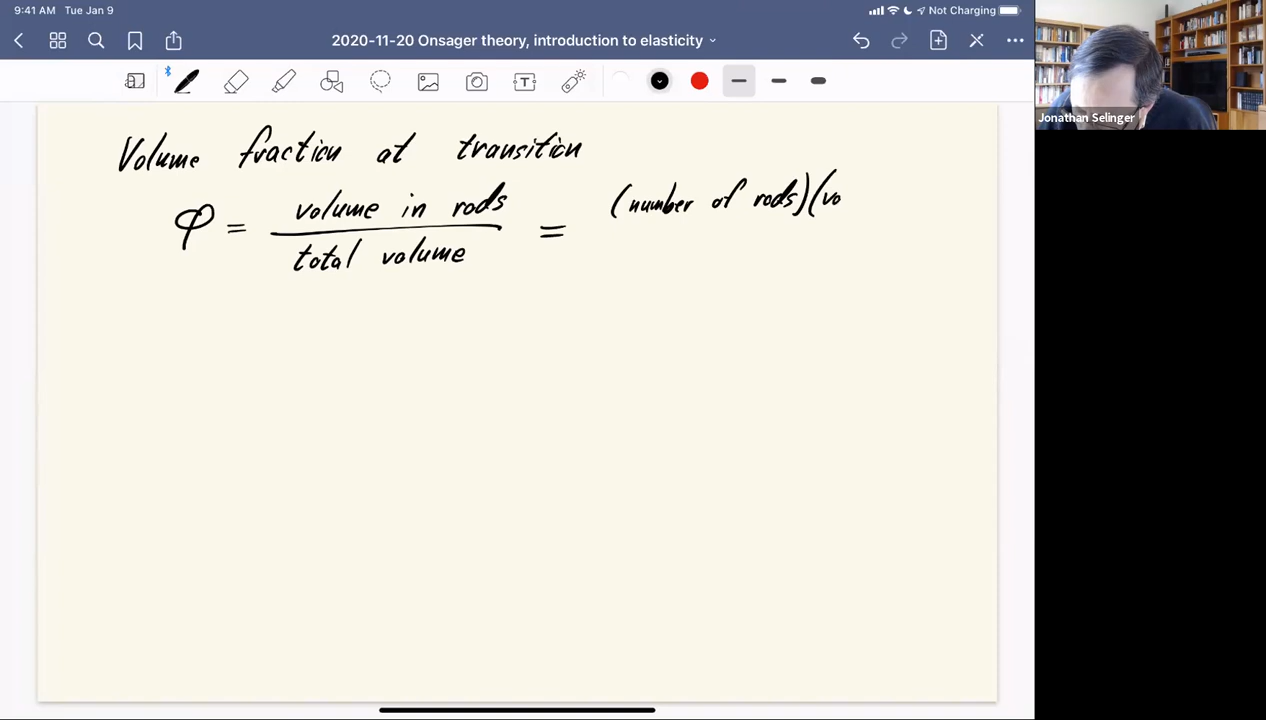 9:41 AM Tue Jan 9
Not Charging
2020-11-20 Onsager theory, introduction to elasticity
T
Jonathan Selinger
Volume fraction at transition
φ = volume in rods / total volume = (number of rods)(vo